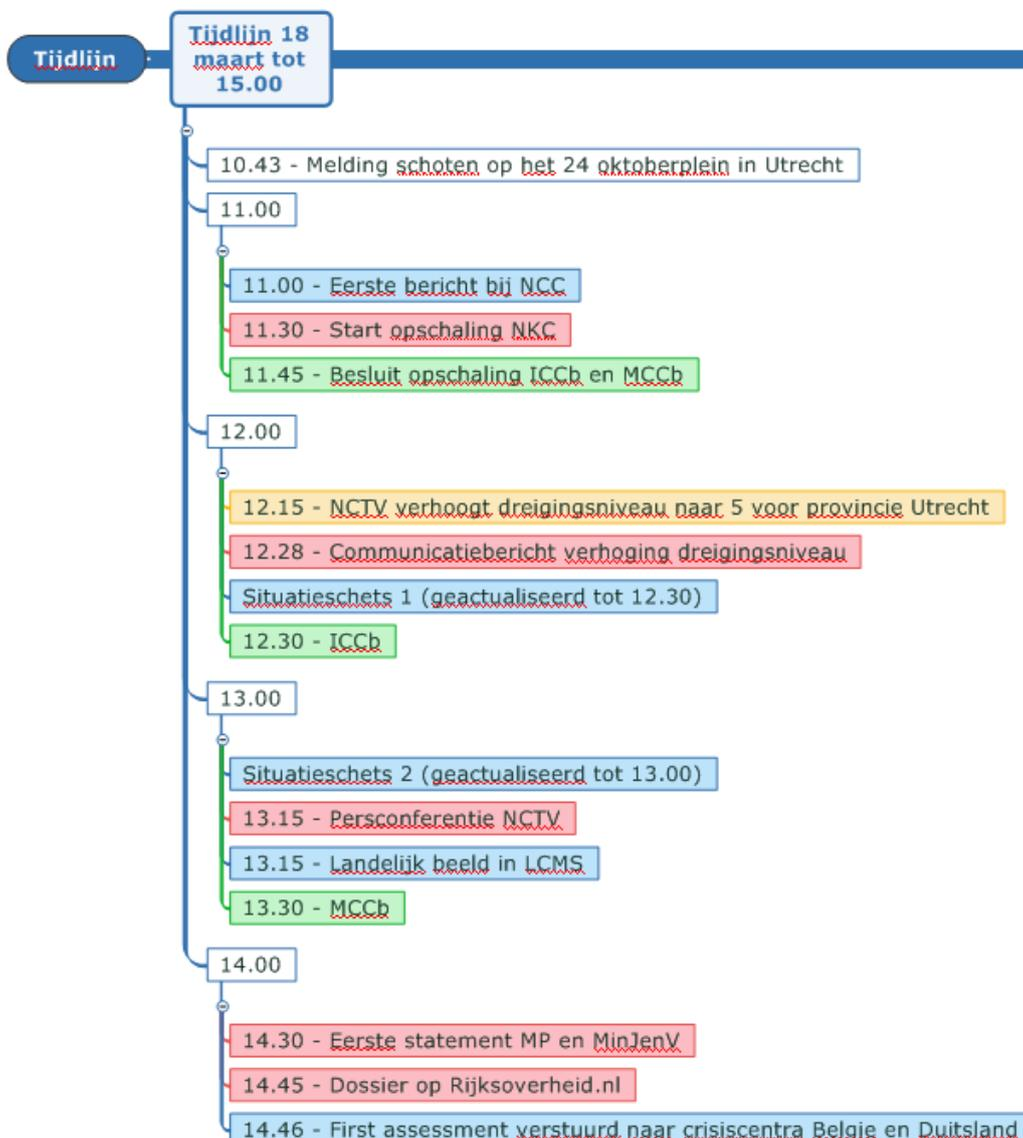 Tijdlijn
Tijdlijn 18
maart tot
15.00
10.43 - Melding schoten op het 24 oktoberplein in Utrecht
11.00
11.00 - Eerste bericht bij NCC
11.30 - Start opschaling NKC
11.45 - Besluit opschaling ICCb en MCCb
12.00
12.15 - NCTV verhoogt dreigingsniveau naar 5 voor provincie Utrecht
12.28 - Communicatiebericht verhoging dreigingsniveau
Situatieschets 1 (geactualiseerd tot 12.30)
12.30 - ICCb
13.00
Situatieschets 2 (geactualiseerd tot 13.00)
13.15 - Persconferentie NCTV
13.15 - Landelijk beeld in LCMS
13.30 - MCCb
14.00
14.30 - Eerste statement MP en MinJenV
14.45 - Dossier op Rijksoverheid.nl
14.46 - First assessment verstuurd naar crisiscentra Belgie en Duitsland